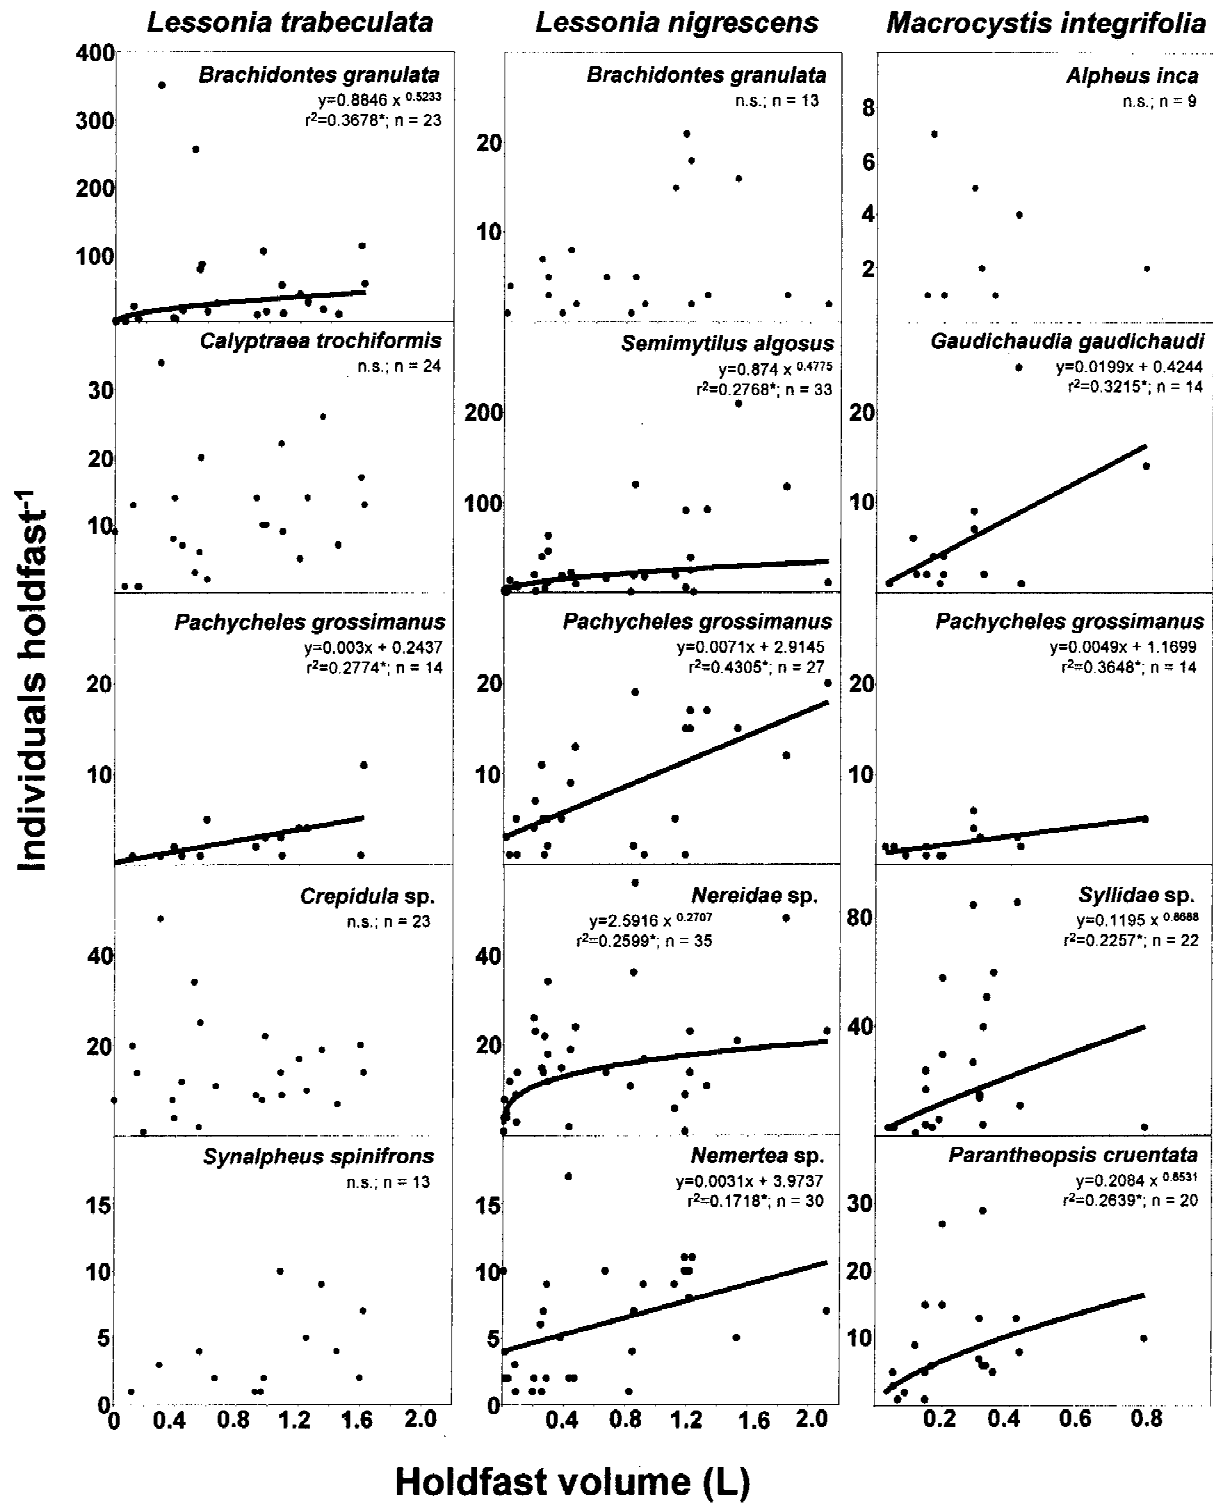 Lessonia trabeculata
Lessonia nigrescens
Macrocystis integrifolia
Individuals holdfast-1
400
300
200
100
Brachidontes granulata
y=0.8846 x 0.5233
r2=0.3678*; n = 23
20
10
Brachidontes granulata
n.s.; n = 13
8
6
4
2
Alpheus inca
n.s.; n = 9
30
20
10
Calyptraea trochiformis
n.s.; n = 24
200
100
Semimytilus algosus
y=0.874 x 0.4775
r2=0.2768*; n = 33
20
10
Gaudichaudia gaudichaudi
y=0.0199x + 0.4244
r2=0.3215*; n = 14
20
10
Pachycheles grossimanus
y=0.003x + 0.2437
r2=0.2774*; n = 14
20
10
Pachycheles grossimanus
y=0.0071x + 2.9145
r2=0.4305*; n = 27
20
10
Pachycheles grossimanus
y=0.0049x + 1.1699
r2=0.3648*; n = 14
40
20
Crepidula sp.
n.s.; n = 23
40
20
Nereidae sp.
y=2.5916 x 0.2707
r2=0.2599*; n = 35
80
40
Syllidae sp.
y=0.1195 x 0.8688
r2=0.2257*; n = 22
15
10
5
0
Synalpheus spinifrons
n.s.; n = 13
15
10
5
0
Nemertea sp.
y=0.0031x + 3.9737
r2=0.1718*; n = 30
30
20
10
Parantheopsis cruentata
y=0.2084 x 0.6531
r2=0.2639*; n = 20
0 0.4 0.8 1.2 1.6 2.0
0.4 0.8 1.2 1.6 2.0
0.2 0.4 0.6 0.8
Holdfast volume (L)